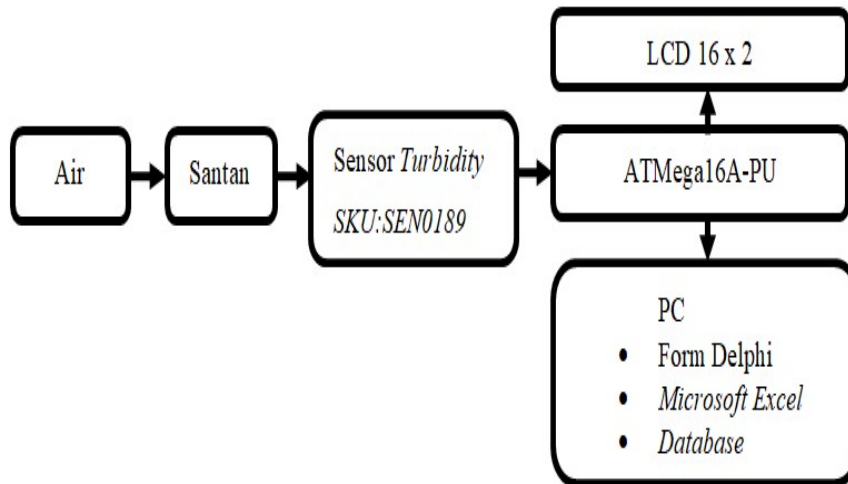 LCD 16 x 2
Air
Santan
Sensor Turbidity
SKU:SEN0189
ATMega16A-PU
PC
• Form Delphi
• Microsoft Excel
• Database